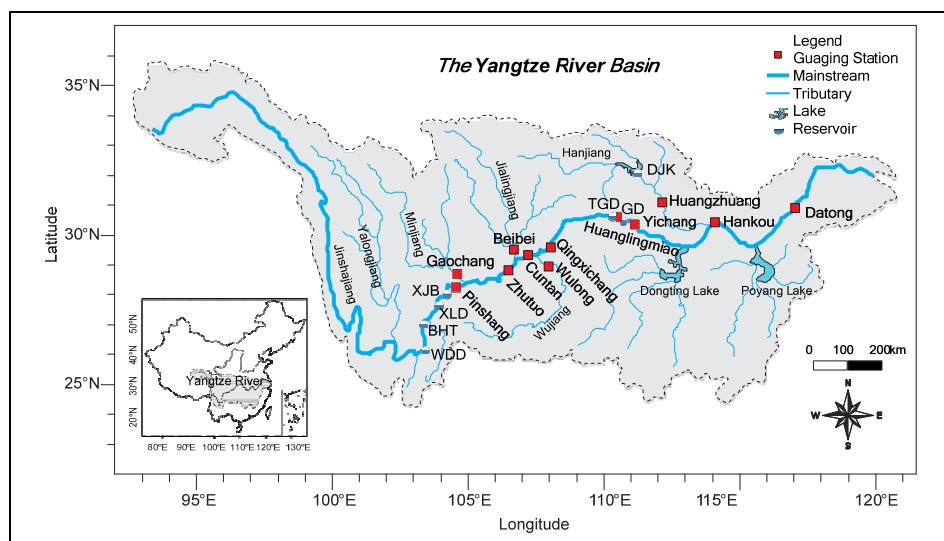 The Yangtze River Basin
Legend
Guaging Station
Mainstream
Tributary
Lake
Reservoir
35°N
30°N
25°N
Latitude
95°E
100°E
105°E
110°E
115°E
120°E
Longitude
Jinshajiang
Yalongjiang
Minjiang
Jialingjiang
Hanjiang
DJK
Huangzhuang
TGD
GD
Yichang
Hankou
Datong
Huanglingmiao
Beibei
Qingxichang
Gaochang
Cuntan
Wulong
Zhutuo
Pinshang
XJB
XLD
BHT
WDD
Wujiang
Dongting Lake
Poyang Lake
0 100 200km
N
W E
S
50°N
40°N
30°N
20°N
Yangtze River
80°E
90°E
100°E
110°E
120°E
130°E